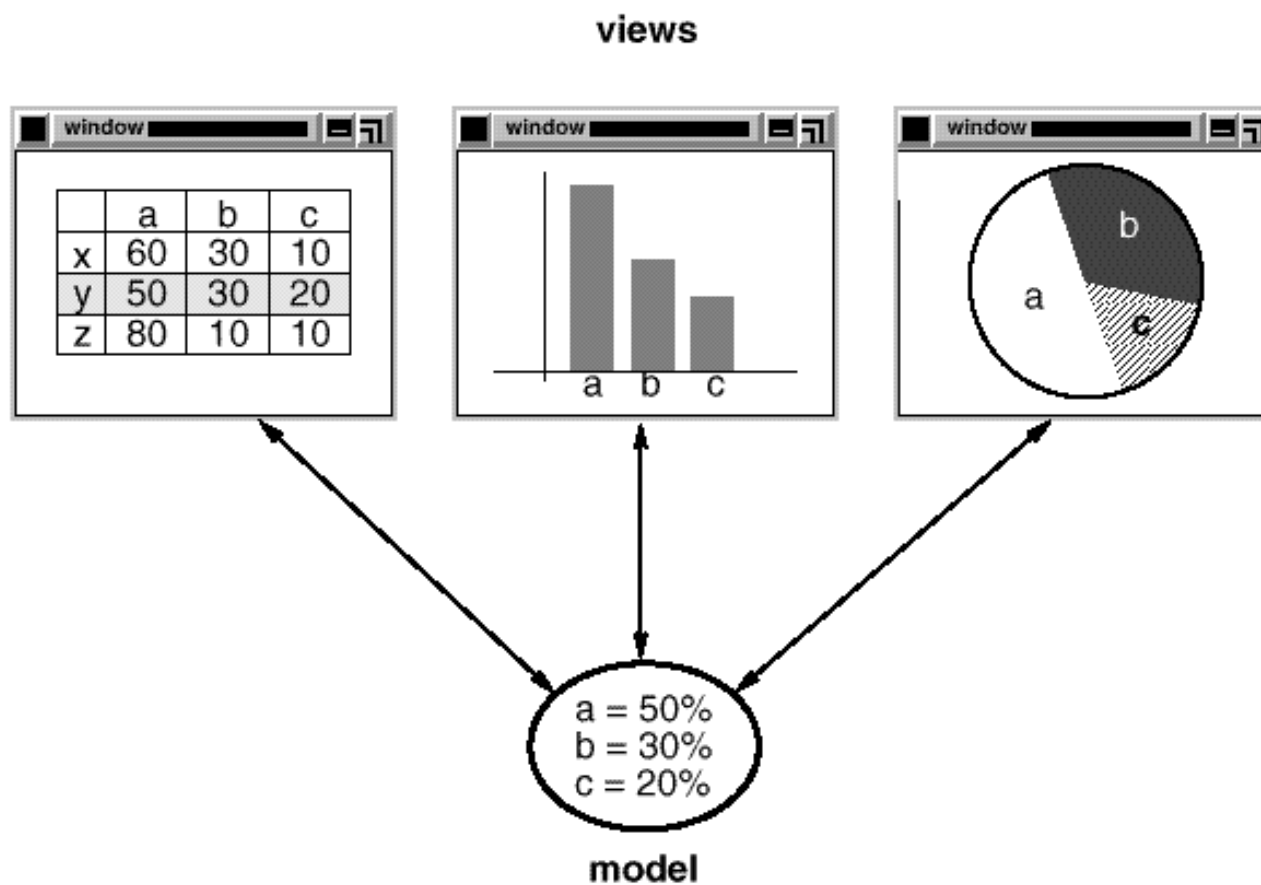 views
window
window
window
a b c
x 60 30 10
y 50 30 20
z 80 10 10
a b c
b
a
c
a = 50%
b = 30%
c = 20%
model